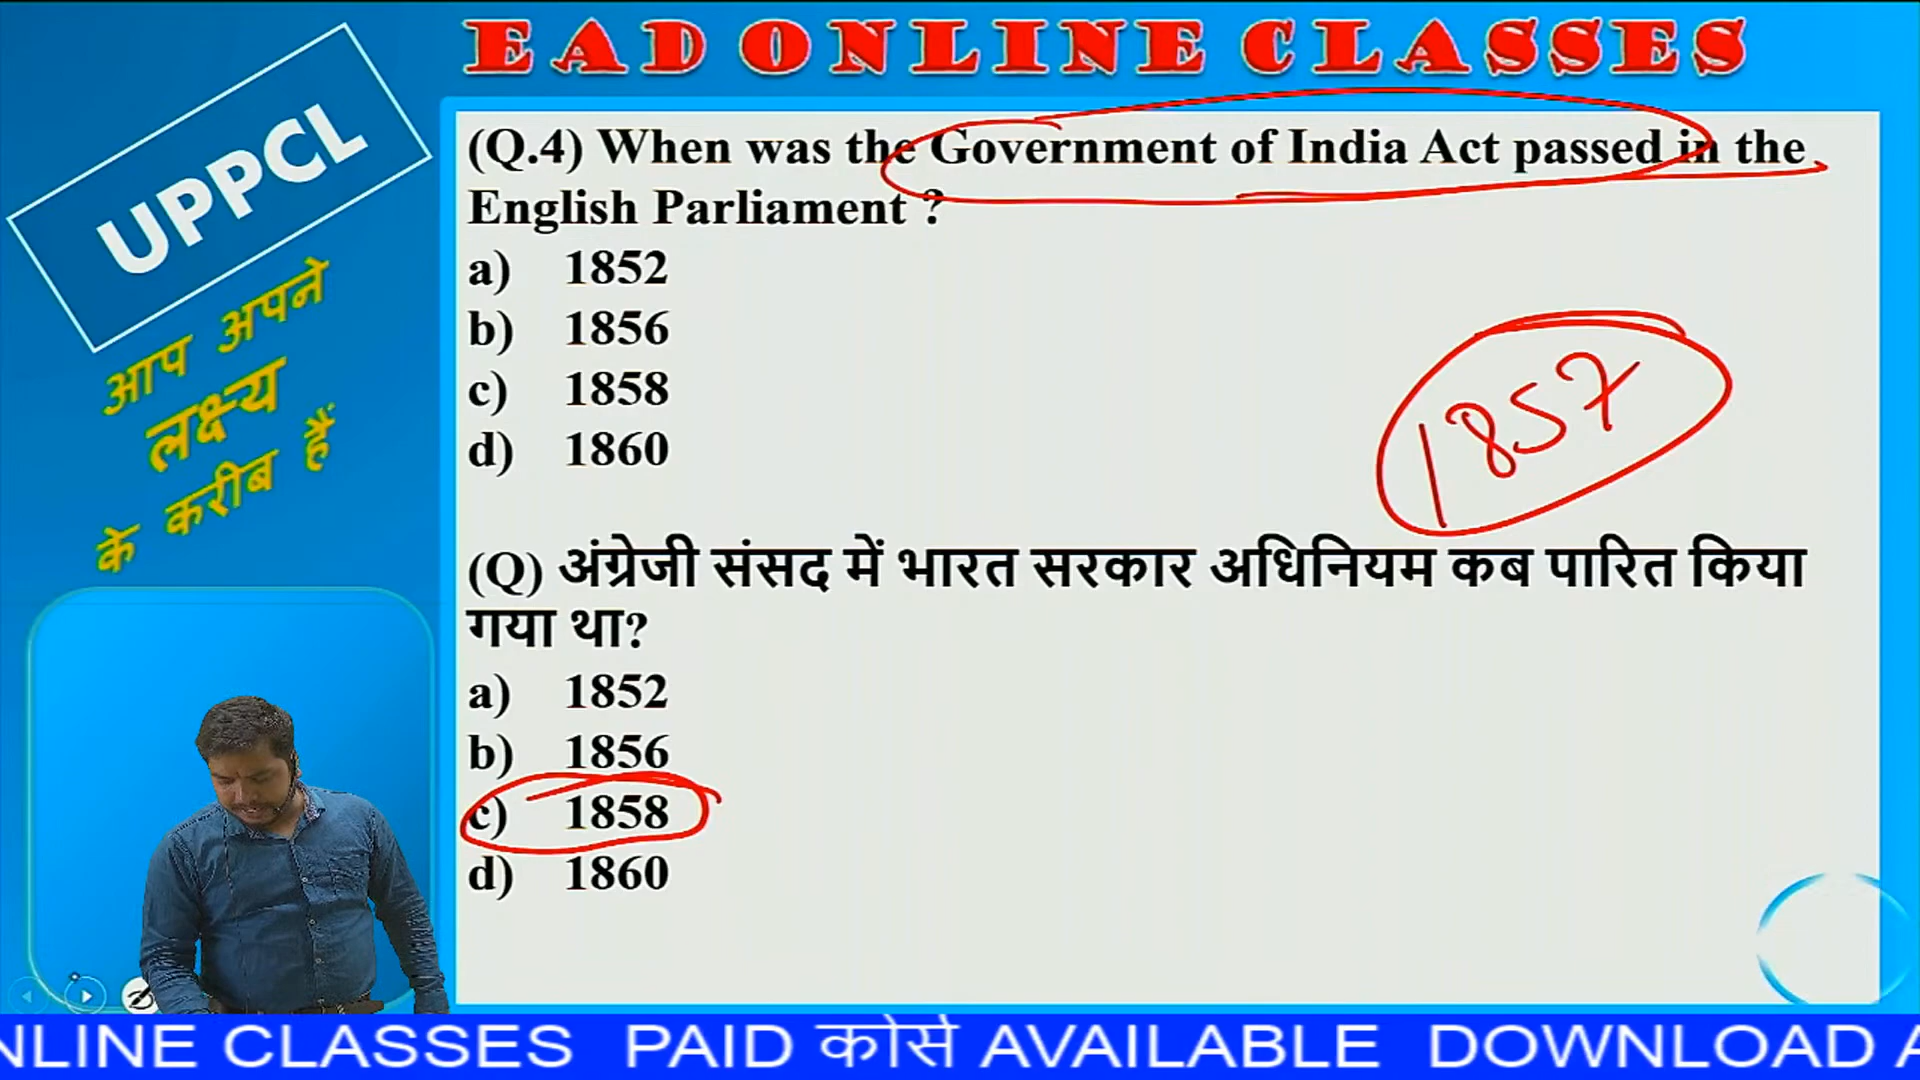 EAD ONLINE CLASSES
UPPCL
आप अपने
लक्ष्य
के करीब हैं
(Q.4) When was the Government of India Act passed in the
English Parliament ?
a) 1852
b) 1856
c) 1858
d) 1860
1857
(Q) अंग्रेजी संसद में भारत सरकार अधिनियम कब पारित किया
गया था?
a) 1852
b) 1856
c) 1858
d) 1860
NLINE CLASSES PAID कोर्स AVAILABLE DOWNLOAD A